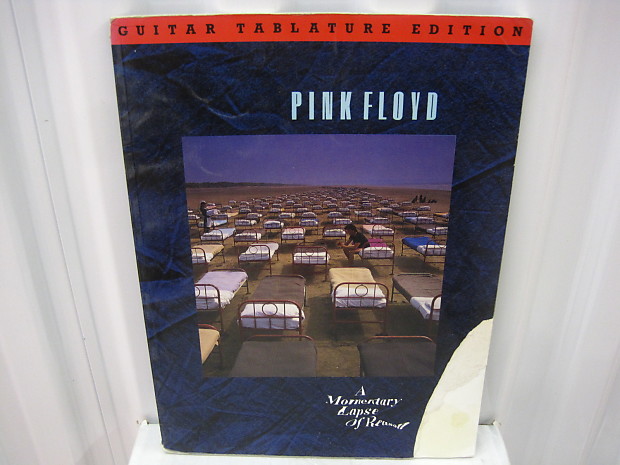 GUITAR TABLATURE EDITION
PINK FLOYD
A
Momentary
Lapse
Of Reason